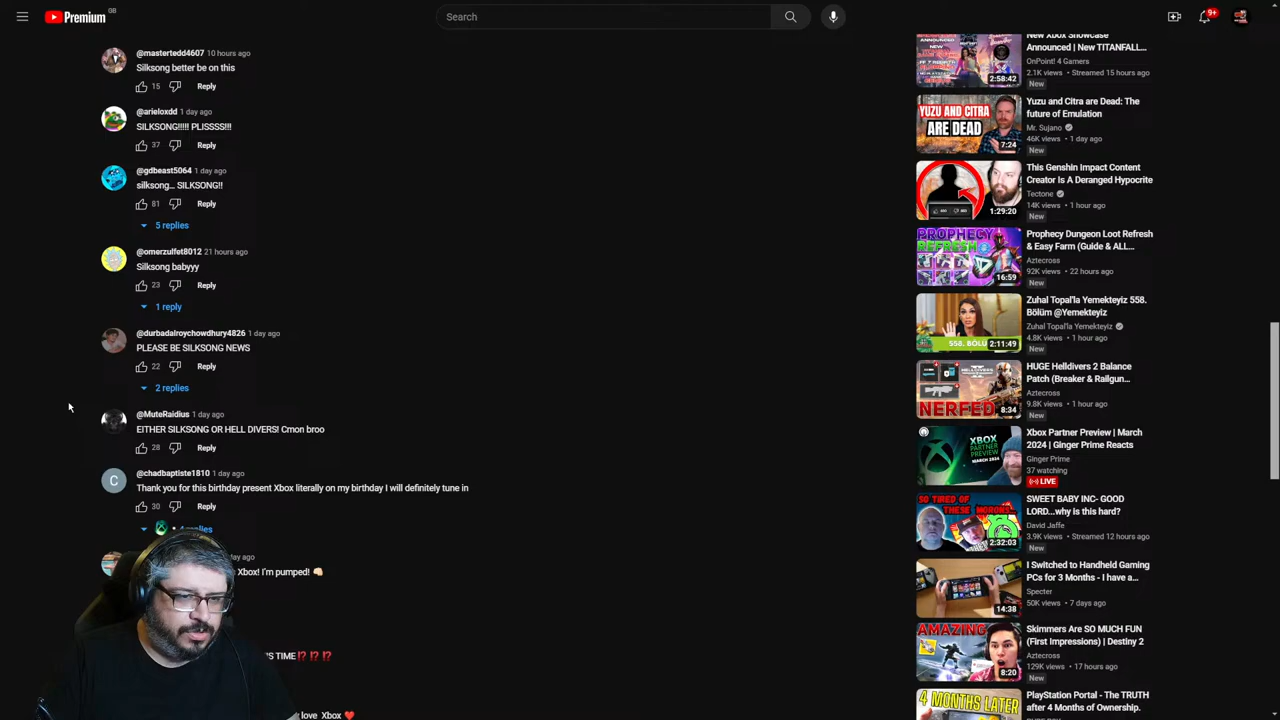 Premium GB
Search
9+
@mastertedd4607 10 hours ago
Silksong better be on this
15 Reply
@arieloxdd 1 day ago
SILKSONG!!!!! PLISSSS!!!
37 Reply
@gdbeast5064 1 day ago
silksong... SILKSONG!!
81 Reply
5 replies
@omerzulfet8012 21 hours ago
Silksong babyyy
23 Reply
1 reply
@durbadalroychowdhury4826 1 day ago
PLEASE BE SILKSONG NEWS
22 Reply
2 replies
@MuteRaidius 1 day ago
EITHER SILKSONG OR HELL DIVERS! Cmon broo
28 Reply
C
@chadbaptiste1810 1 day ago
Thank you for this birthday present Xbox literally on my birthday I will definitely tune in
30 Reply
replies
day ago
Xbox! I'm pumped! 👊🏻
TIME⁉️⁉️⁉️
love Xbox ❤️
New Xbox Showcase
Announced | New TITANFALL...
OnPoint! 4 Gamers
2.1K views • Streamed 15 hours ago
New
2:58:42
YUZU AND CITRA
ARE DEAD
7:24
Yuzu and Citra are Dead: The
future of Emulation
Mr. Sujano
46K views • 1 day ago
New
1:29:20
This Genshin Impact Content
Creator Is A Deranged Hypocrite
Tectone
14K views • 1 hour ago
New
PROPHECY
REFRESH
16:59
Prophecy Dungeon Loot Refresh
& Easy Farm (Guide & ALL...
Aztecross
92K views • 22 hours ago
New
558. BÖLÜM
2:11:49
Zuhal Topal'la Yemekteyiz 558.
Bölüm @Yemekteyiz
Zuhal Topal'la Yemekteyiz
4.8K views • 1 hour ago
New
NERFED
8:34
HUGE Helldivers 2 Balance
Patch (Breaker & Railgun...
Aztecross
9.8K views • 1 hour ago
New
XBOX
PARTNER
PREVIEW
MARCH 2024
Xbox Partner Preview | March
2024 | Ginger Prime Reacts
Ginger Prime
37 watching
LIVE
SO TIRED OF
THESE MORONS...
2:32:03
SWEET BABY INC- GOOD
LORD...why is this hard?
David Jaffe
3.9K views • Streamed 12 hours ago
New
14:38
I Switched to Handheld Gaming
PCs for 3 Months - I have a...
Specter
50K views • 7 days ago
AMAZING
8:20
Skimmers Are SO MUCH FUN
(First Impressions) | Destiny 2
Aztecross
129K views • 17 hours ago
New
4 MONTHS LATER
PlayStation Portal - The TRUTH
after 4 Months of Ownership.